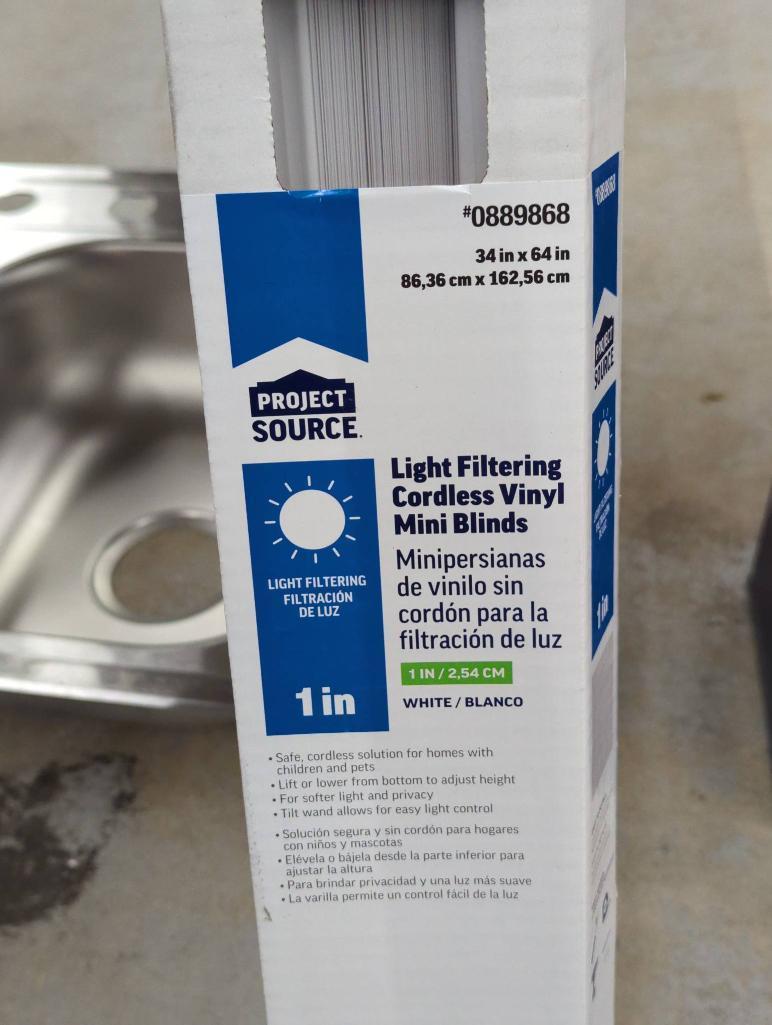 #0889868
34 in x 64 in
86,36 cm x 162,56 cm
PROJECT
SOURCE.
LIGHT FILTERING
FILTRACIÓN
DE LUZ
1 in
Light Filtering
Cordless Vinyl
Mini Blinds
Minipersianas
de vinilo sin
cordón para la
filtración de luz
1 IN / 2,54 CM
WHITE / BLANCO
• Safe, cordless solution for homes with
children and pets
• Lift or lower from bottom to adjust height
• For softer light and privacy
• Tilt wand allows for easy light control
• Solución segura y sin cordón para hogares
con niños y mascotas
• Elévela o bájela desde la parte inferior para
ajustar la altura
• Para brindar privacidad y una luz más suave
• La varilla permite un control fácil de la luz
#0889868
PROJECT
SOURCE
1 in